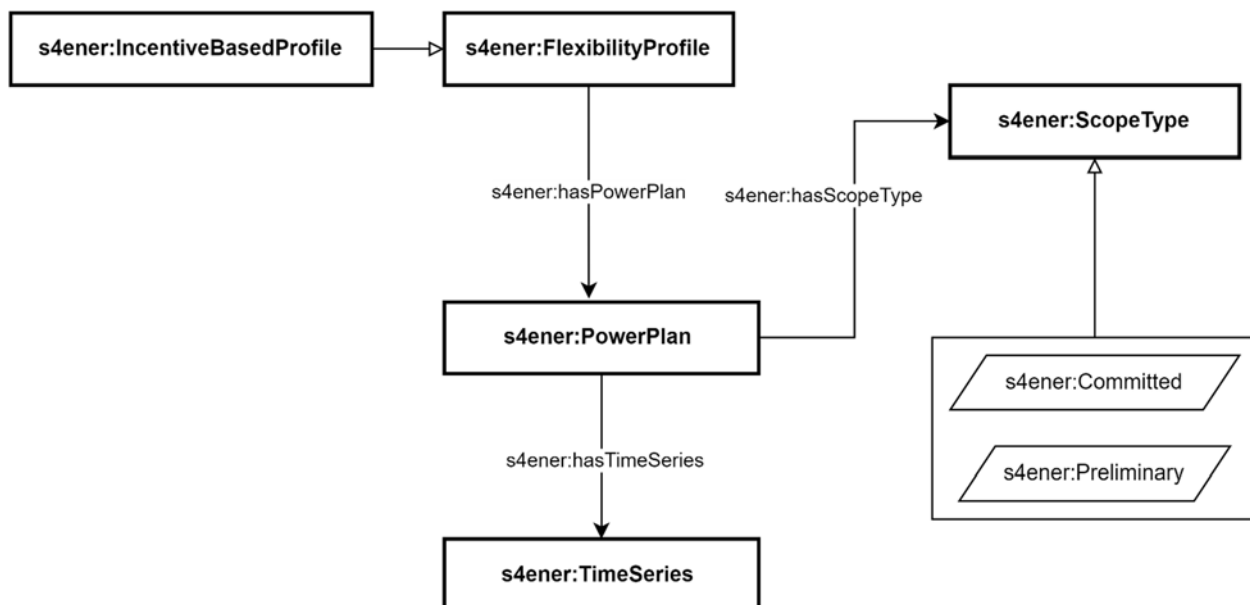 s4ener:IncentiveBasedProfile
s4ener:FlexibilityProfile
s4ener:ScopeType
s4ener:hasPowerPlan
s4ener:hasScopeType
s4ener:PowerPlan
s4ener:Committed
s4ener:hasTimeSeries
s4ener:Preliminary
s4ener:TimeSeries